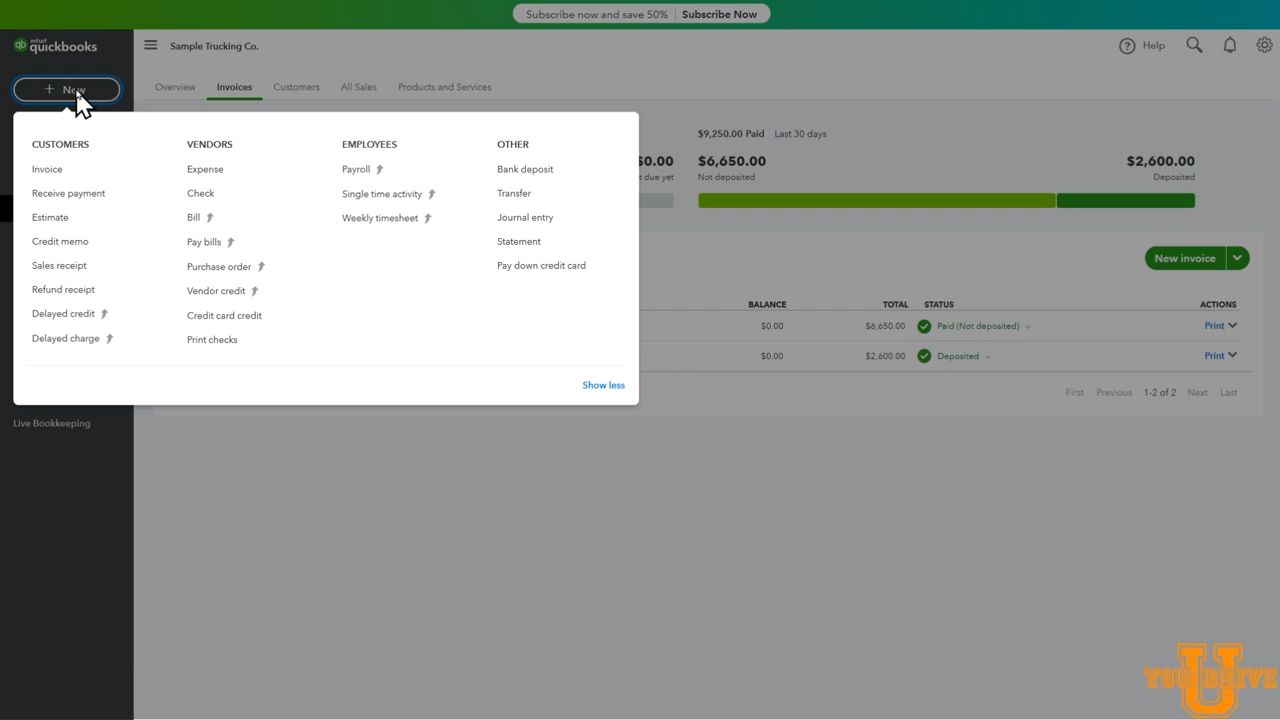 Subscribe now and save 50% Subscribe Now
intuit
quickbooks
Sample Trucking Co.
Help
+ New
Overview Invoices Customers All Sales Products and Services
CUSTOMERS VENDORS EMPLOYEES OTHER
Invoice Expense Payroll Bank deposit
Receive payment Check Single time activity Transfer
Estimate Bill Weekly timesheet Journal entry
Credit memo Pay bills Statement
Sales receipt Purchase order Pay down credit card
Refund receipt Vendor credit
Delayed credit Credit card credit
Delayed charge Print checks
Show less
$9,250.00 Paid Last 30 days
$0.00 $6,650.00 $2,600.00
t due yet Not deposited Deposited
New invoice
BALANCE TOTAL STATUS ACTIONS
$0.00 $6,650.00 Paid (Not deposited) Print
$0.00 $2,600.00 Deposited Print
First Previous 1-2 of 2 Next Last
Live Bookkeeping
U
YOU DRIVE